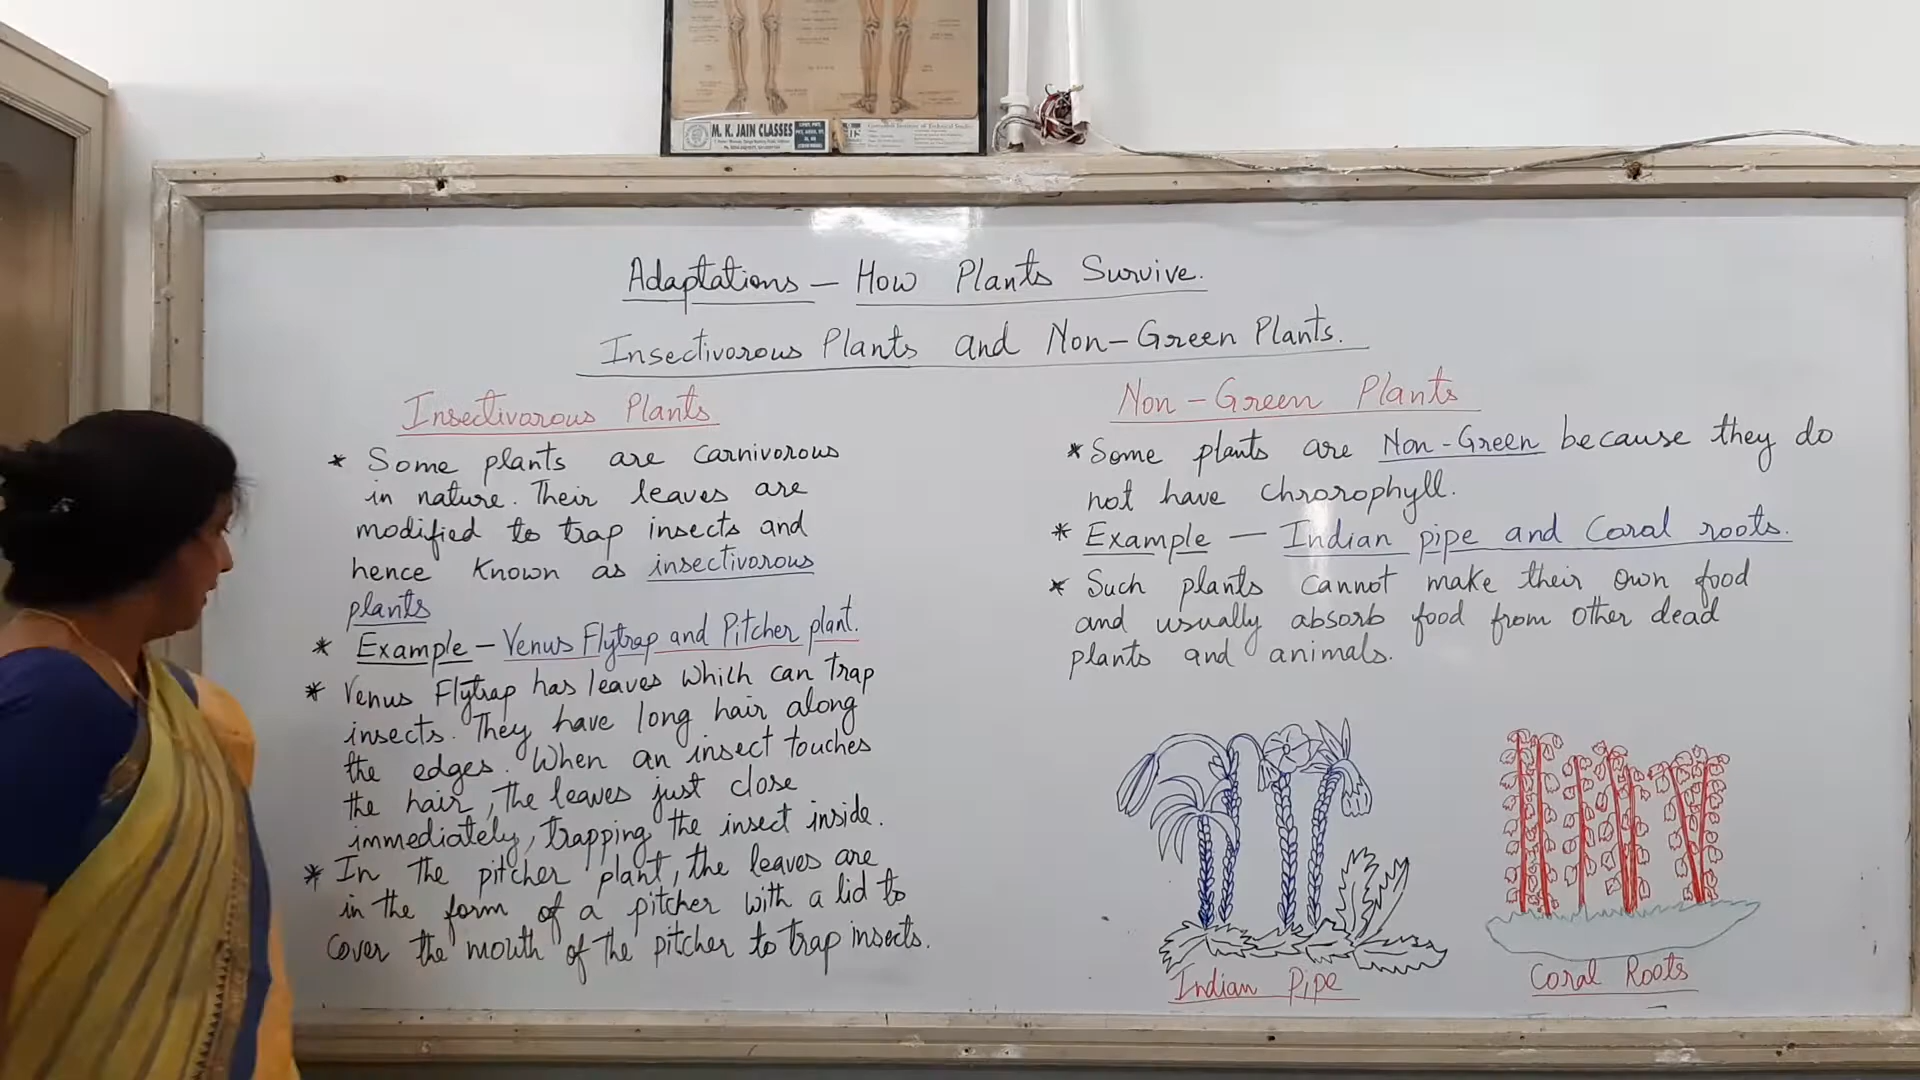 M. K. JAIN CLASSES
Adaptations – How Plants Survive.
Insectivorous Plants and Non-Green Plants.
Insectivorous Plants
* Some plants are carnivorous
in nature. Their leaves are
modified to trap insects and
hence known as insectivorous
plants
* Example – Venus Flytrap and Pitcher plant.
* Venus Flytrap has leaves which can trap
insects. They have long hair along
the edges. When an insect touches
the hair, the leaves just close
immediately, trapping the insect inside.
* In the pitcher plant, the leaves are
in the form of a pitcher with a lid to
cover the mouth of the pitcher to trap insects.
Non-Green Plants
* Some plants are Non-Green because they do
not have chrorophyll.
* Example – Indian pipe and Coral roots.
* Such plants cannot make their own food
and usually absorb food from other dead
plants and animals.
Indian Pipe
Coral Roots